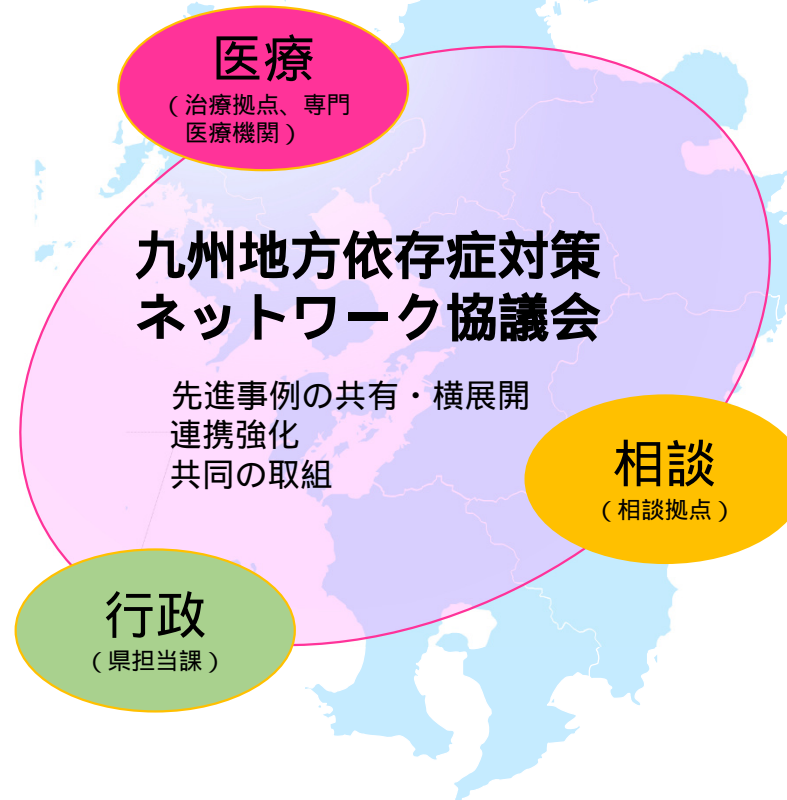 医療
（治療拠点、専門
医療機関）
九州地方依存症対策
ネットワーク協議会
先進事例の共有・横展開
連携強化
共同の取組
相談
（相談拠点）
行政
（県担当課）